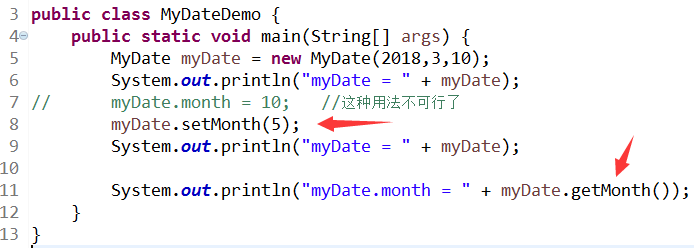 3 public class MyDateDemo {
4 public static void main(String[] args) {
5 MyDate myDate = new MyDate(2018,3,10);
6 System.out.println("myDate = " + myDate);
7 // myDate.month = 10; //这种用法不可行了
8 myDate.setMonth(5);
9 System.out.println("myDate = " + myDate);
10
11 System.out.println("myDate.month = " + myDate.getMonth());
12 }
13 }